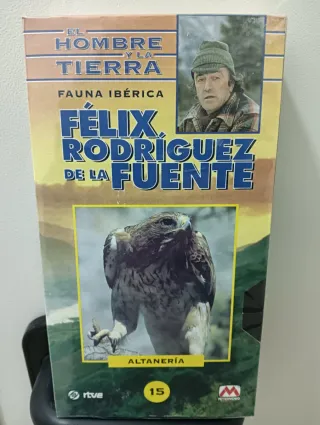 EL
HOMBRE
Y LA
TIERRA
FAUNA IBÉRICA
FÉLIX
RODRÍGUEZ
DE LA FUENTE
ALTANERÍA
rtve
15